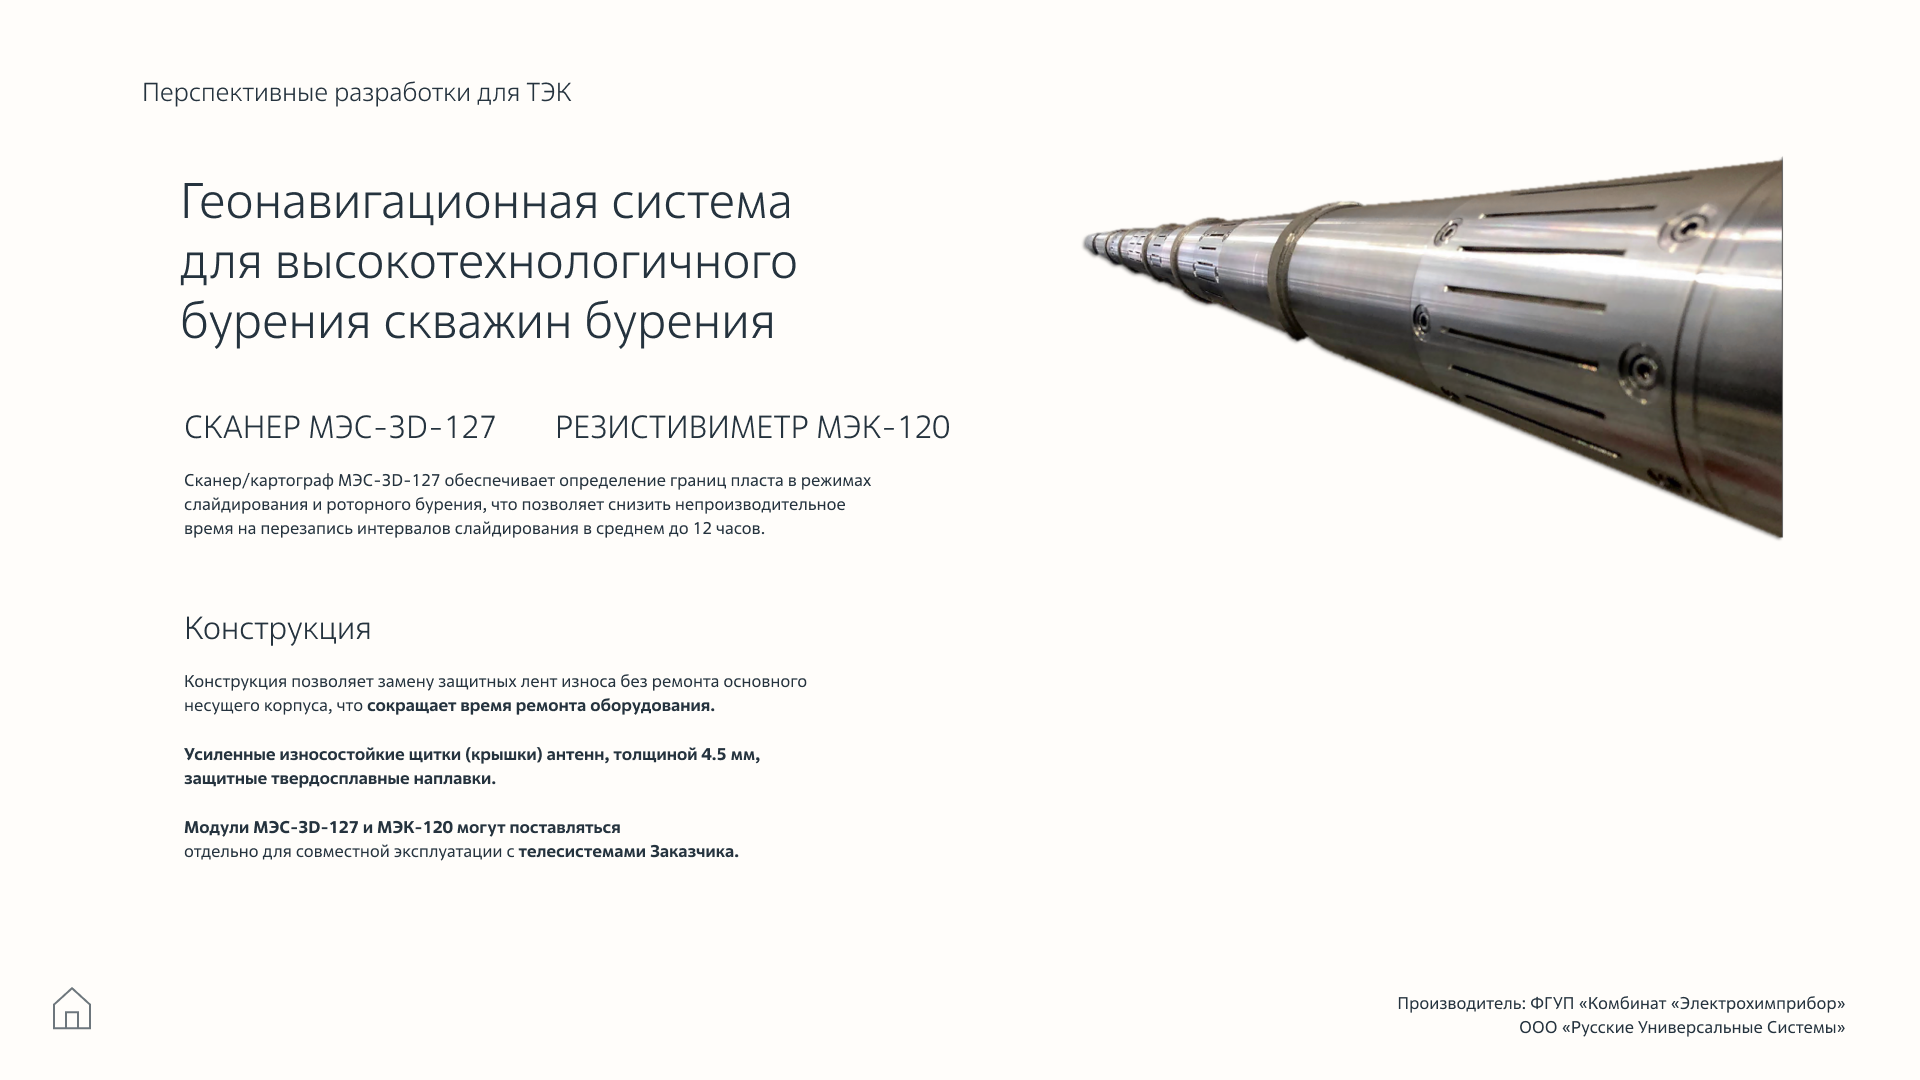 Перспективные разработки для ТЭК
Геонавигационная система
для высокотехнологичного
бурения скважин бурения
СКАНЕР МЭС-3D-127 РЕЗИСТИВИМЕТР МЭК-120
Сканер/картограф МЭС-3D-127 обеспечивает определение границ пласта в режимах
слайдирования и роторного бурения, что позволяет снизить непроизводительное
время на перезапись интервалов слайдирования в среднем до 12 часов.
Конструкция
Конструкция позволяет замену защитных лент износа без ремонта основного
несущего корпуса, что сокращает время ремонта оборудования.
Усиленные износостойкие щитки (крышки) антенн, толщиной 4.5 мм,
защитные твердосплавные наплавки.
Модули МЭС-3D-127 и МЭК-120 могут поставляться
отдельно для совместной эксплуатации с телесистемами Заказчика.
Производитель: ФГУП «Комбинат «Электрохимприбор»
ООО «Русские Универсальные Системы»